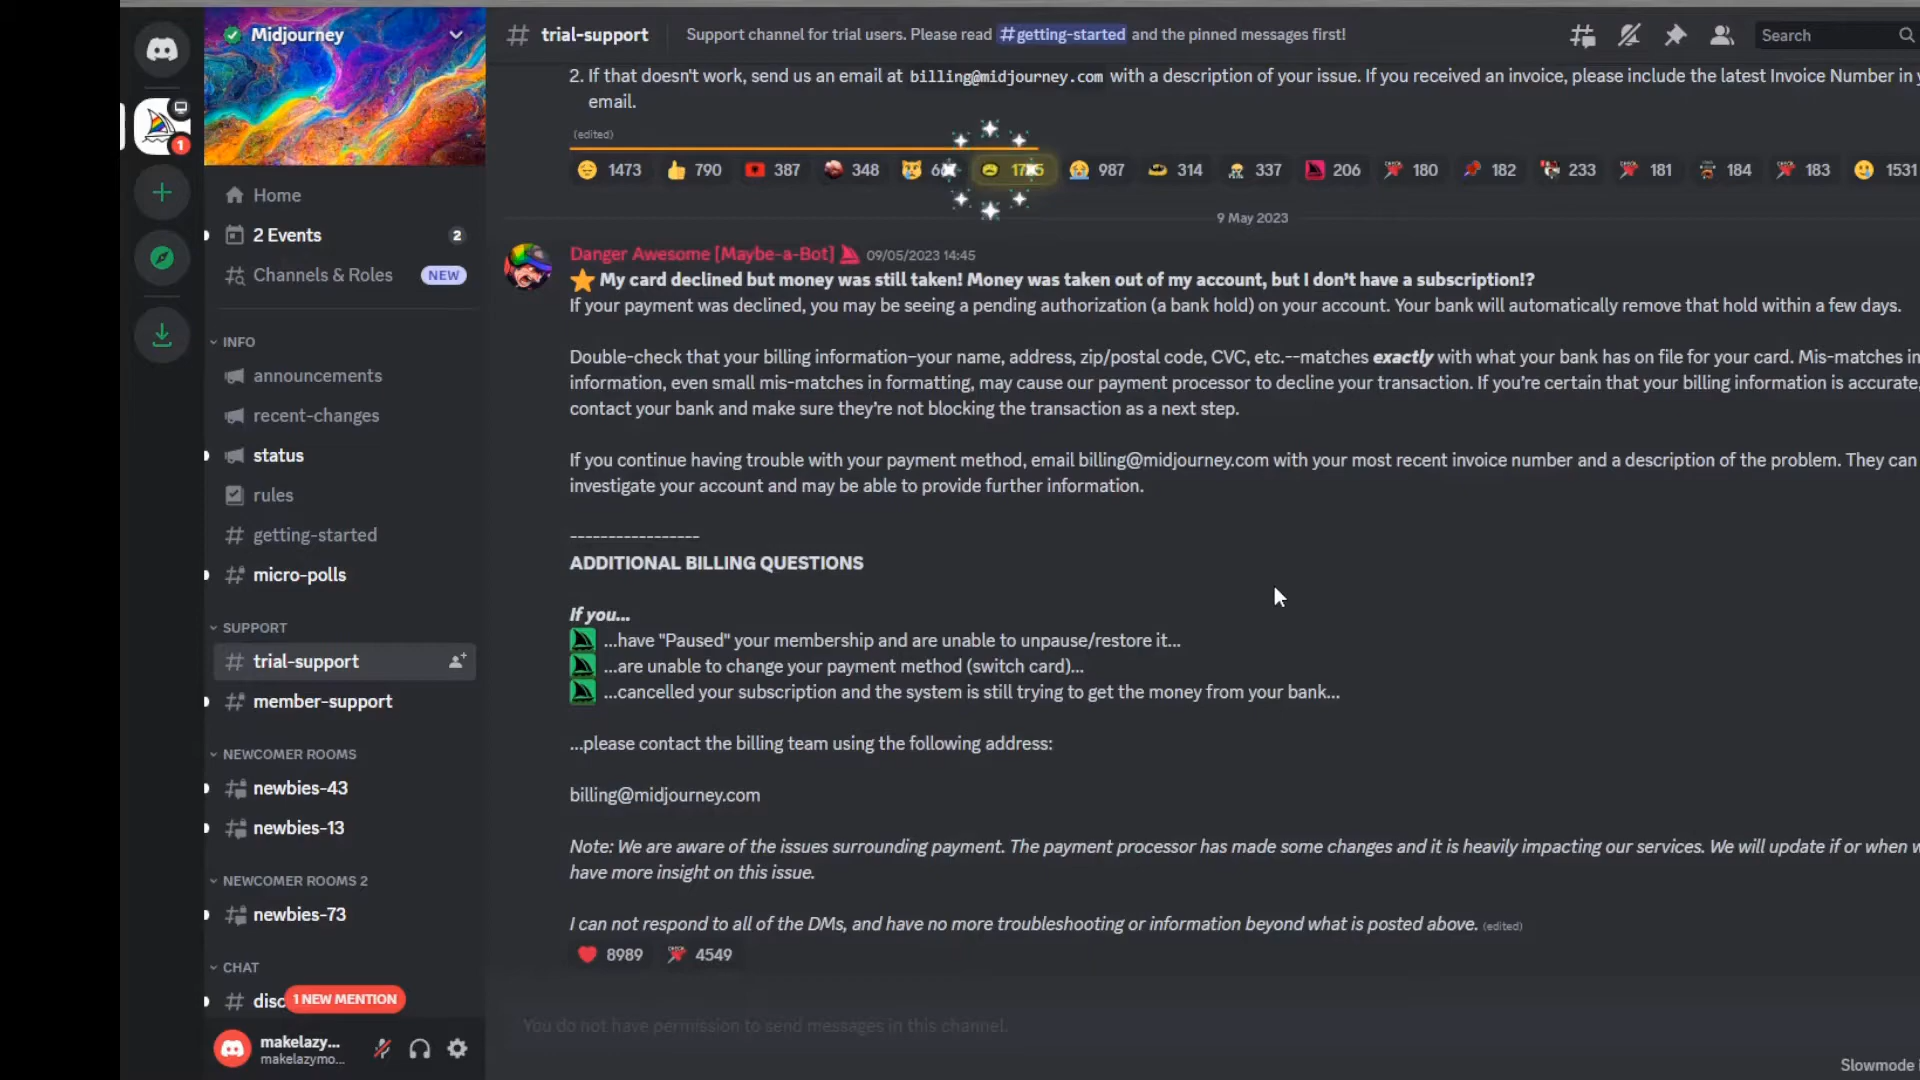 Midjourney
trial-support
Support channel for trial users. Please read #getting-started and the pinned messages first!
Search
2. If that doesn't work, send us an email at billing@midjourney.com with a description of your issue. If you received an invoice, please include the latest Invoice Number in
email.
(edited)
1473 790 387 348 987 314 337 206 180 182 233 181 184 183 1531
9 May 2023
Danger Awesome [Maybe-a-Bot] 09/05/2023 14:45
My card declined but money was still taken! Money was taken out of my account, but I don't have a subscription!?
If your payment was declined, you may be seeing a pending authorization (a bank hold) on your account. Your bank will automatically remove that hold within a few days.
Double-check that your billing information–your name, address, zip/postal code, CVC, etc.--matches exactly with what your bank has on file for your card. Mis-matches in
information, even small mis-matches in formatting, may cause our payment processor to decline your transaction. If you're certain that your billing information is accurate,
contact your bank and make sure they're not blocking the transaction as a next step.
If you continue having trouble with your payment method, email billing@midjourney.com with your most recent invoice number and a description of the problem. They can
investigate your account and may be able to provide further information.
-----------------
ADDITIONAL BILLING QUESTIONS
If you...
...have "Paused" your membership and are unable to unpause/restore it...
...are unable to change your payment method (switch card)...
...cancelled your subscription and the system is still trying to get the money from your bank...
...please contact the billing team using the following address:
billing@midjourney.com
Note: We are aware of the issues surrounding payment. The payment processor has made some changes and it is heavily impacting our services. We will update if or when
have more insight on this issue.
I can not respond to all of the DMs, and have no more troubleshooting or information beyond what is posted above. (edited)
8989 4549
You do not have permission to send messages in this channel.
Slowmode
1
Home
2 Events 2
Channels & Roles NEW
INFO
announcements
recent-changes
status
rules
getting-started
micro-polls
SUPPORT
trial-support
member-support
NEWCOMER ROOMS
newbies-43
newbies-13
NEWCOMER ROOMS 2
newbies-73
CHAT
disc
1 NEW MENTION
makelazy...
makelazymo...